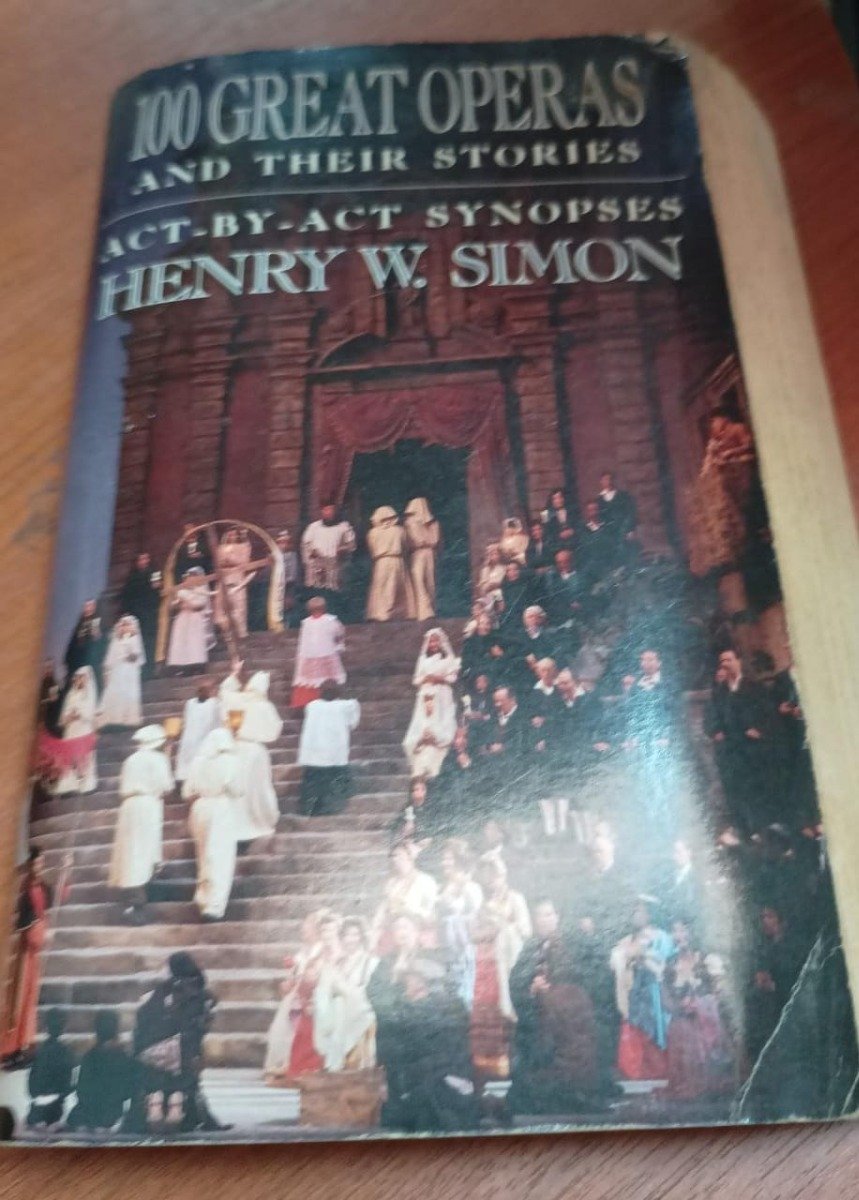 100 GREAT OPERAS
AND THEIR STORIES
ACT-BY-ACT SYNOPSES
HENRY W. SIMON